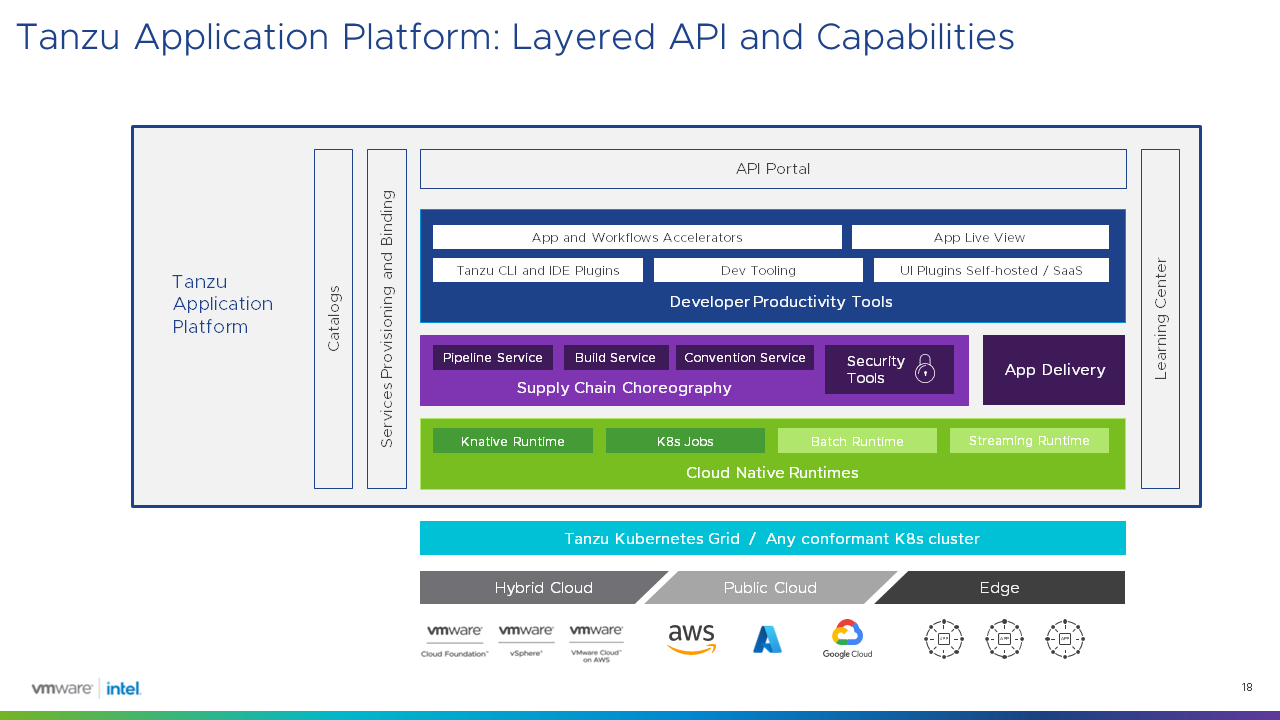 Tanzu Application Platform: Layered API and Capabilities
Tanzu
Application
Platform
Catalogs
Services Provisioning and Binding
API Portal
App and Workflows Accelerators
App Live View
Tanzu CLI and IDE Plugins
Dev Tooling
UI Plugins Self-hosted / SaaS
Developer Productivity Tools
Pipeline Service
Build Service
Convention Service
Security
Tools
Supply Chain Choreography
App Delivery
Knative Runtime
K8s Jobs
Batch Runtime
Streaming Runtime
Cloud Native Runtimes
Learning Center
Tanzu Kubernetes Grid / Any conformant K8s cluster
Hybrid Cloud
Public Cloud
Edge
vmware
Cloud Foundation™
vmware
vSphere®
vmware
VMware Cloud™
on AWS
aws
Google Cloud
vmware® | intel.
18